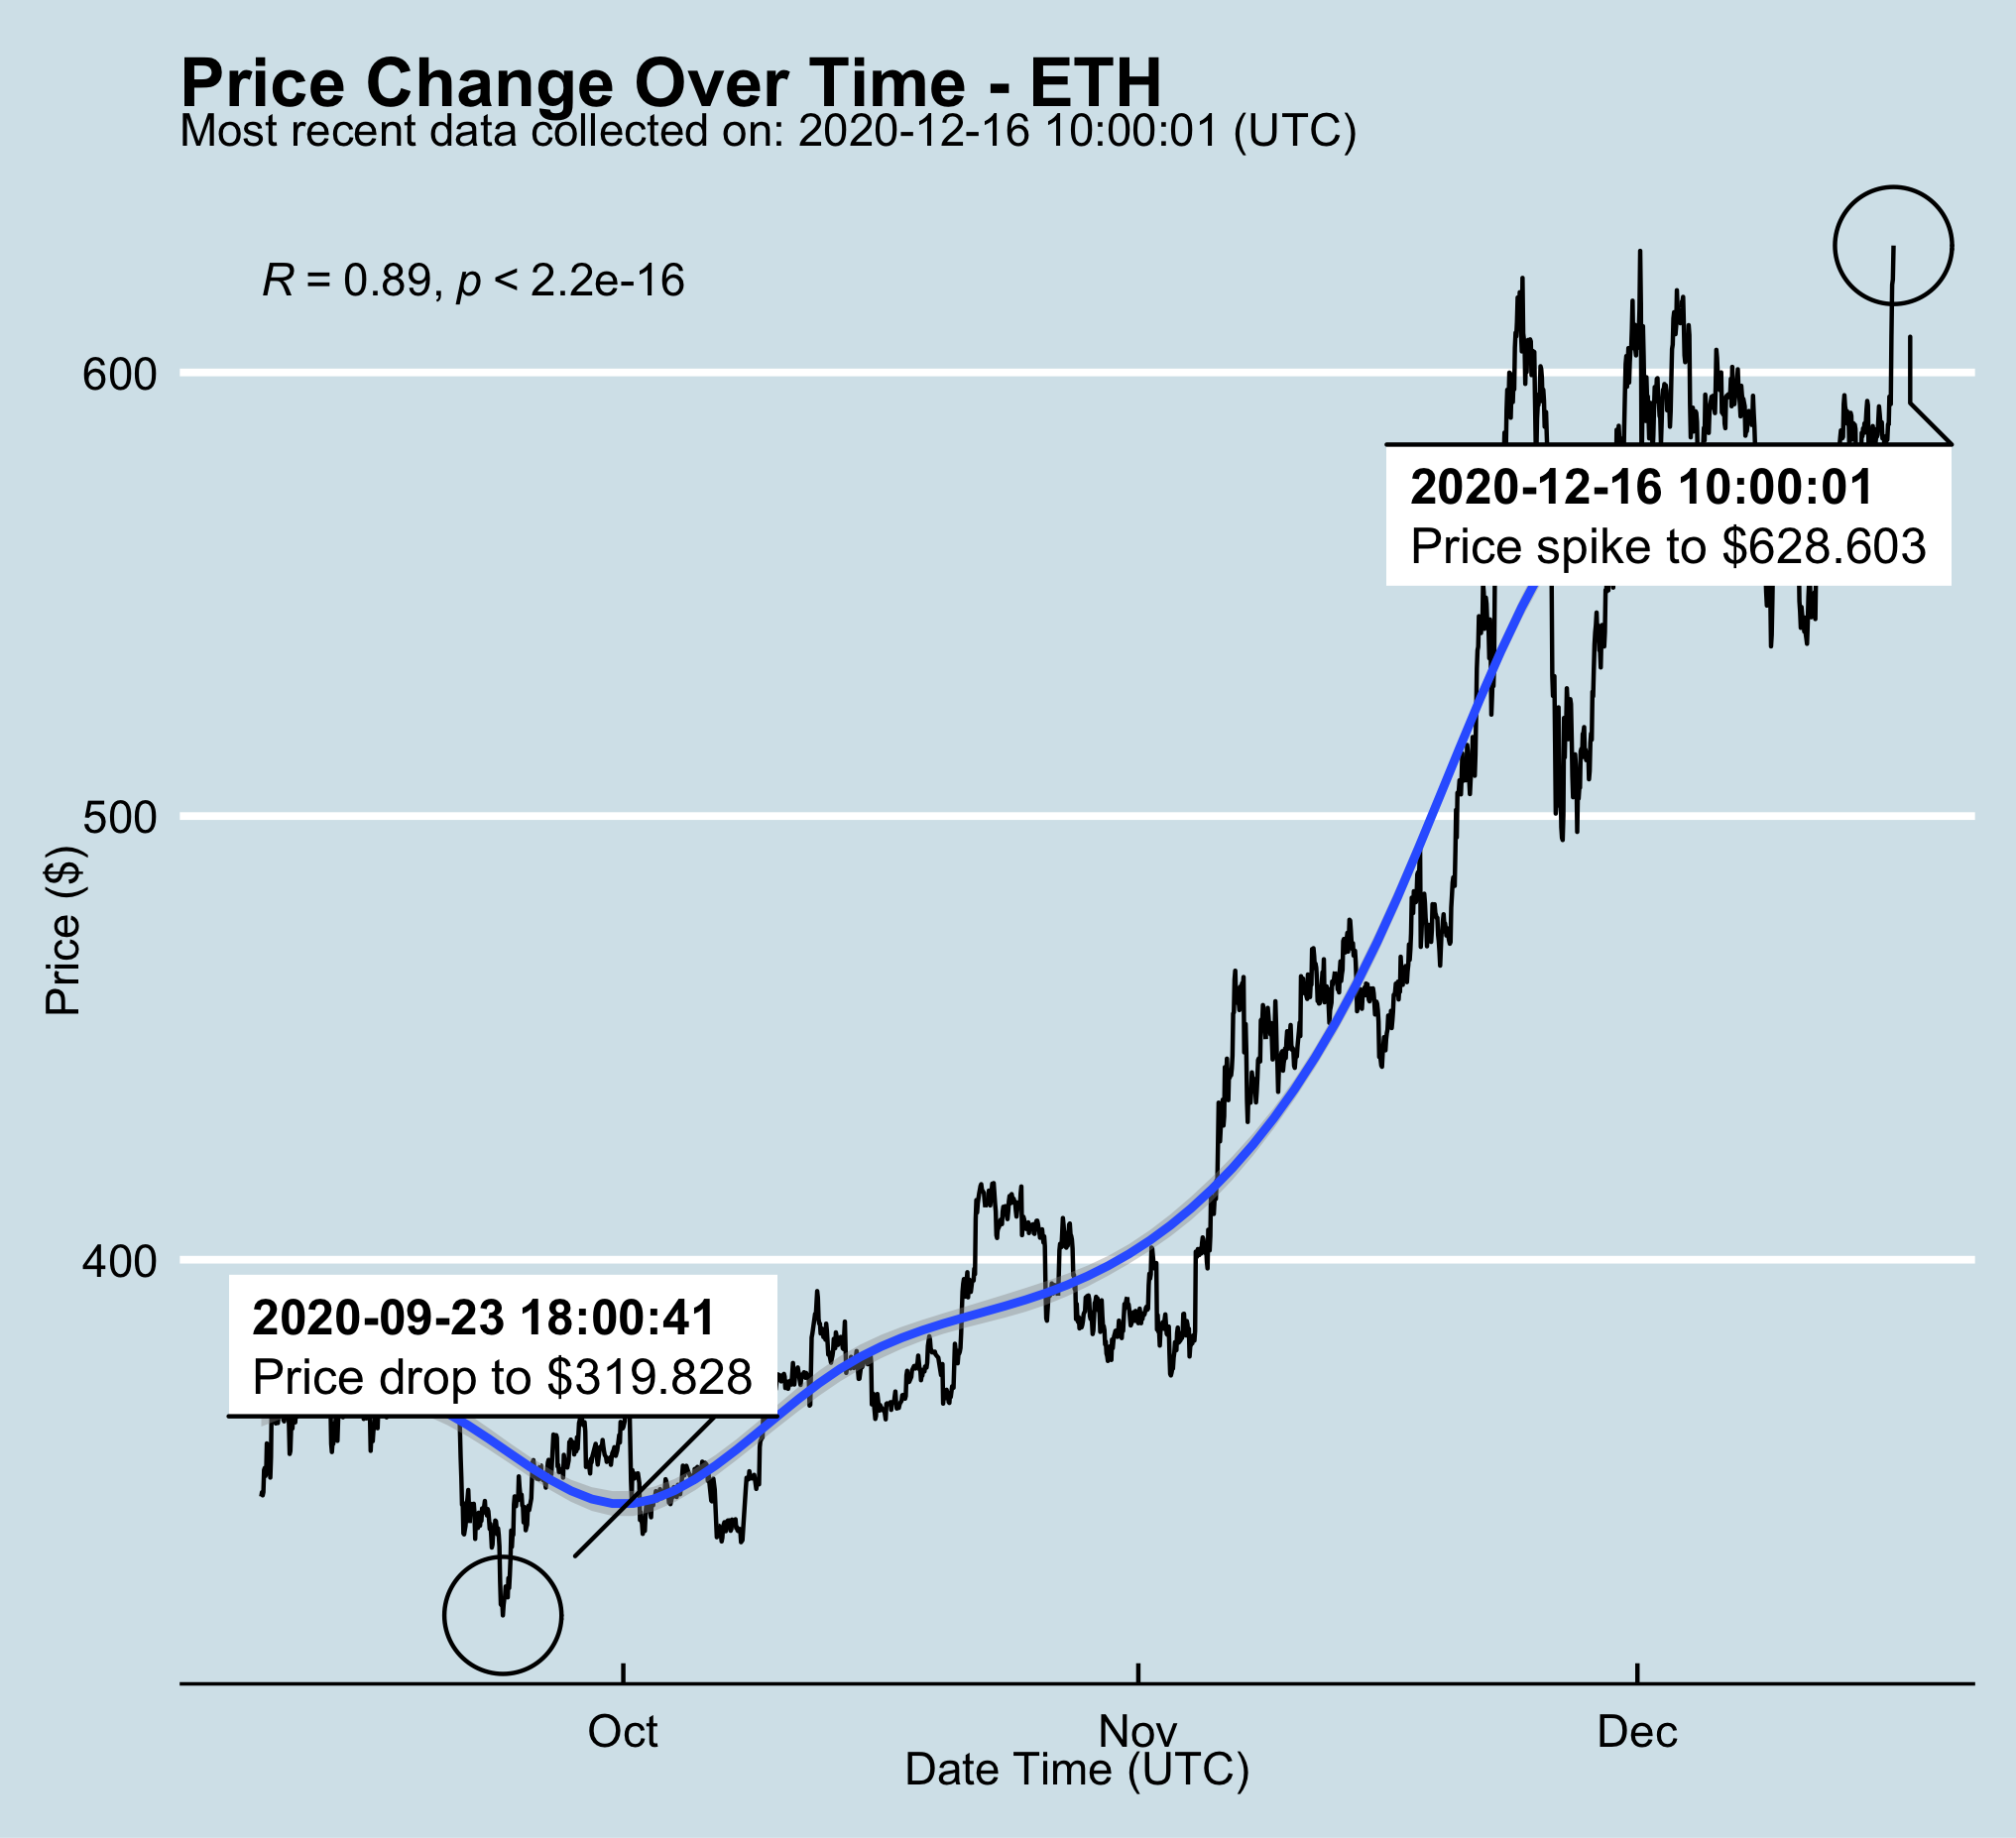 Price Change Over Time - ETH
Most recent data collected on: 2020-12-16 10:00:01 (UTC)
R = 0.89, p < 2.2e-16
600
2020-12-16 10:00:01
Price spike to $628.603
500
Price ($)
400
2020-09-23 18:00:41
Price drop to $319.828
Oct
Nov
Dec
Date Time (UTC)